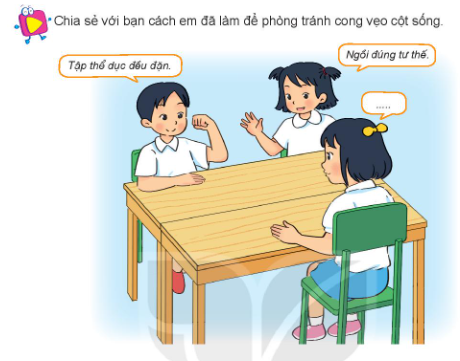 Chia sẻ với bạn cách em đã làm để phòng tránh cong vẹo cột sống.
Tập thể dục đều đặn.
Ngồi đúng tư thế.
.....